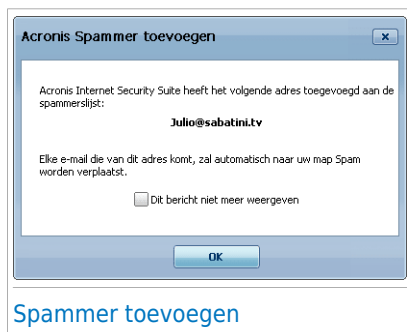 Acronis Spammer toevoegen
Acronis Internet Security Suite heeft het volgende adres toegevoegd aan de
spammerslijst:
Julio@sabatini.tv
Elke e-mail die van dit adres komt, zal automatisch naar uw map Spam
worden verplaatst.
Dit bericht niet meer weergeven
OK
Spammer toevoegen